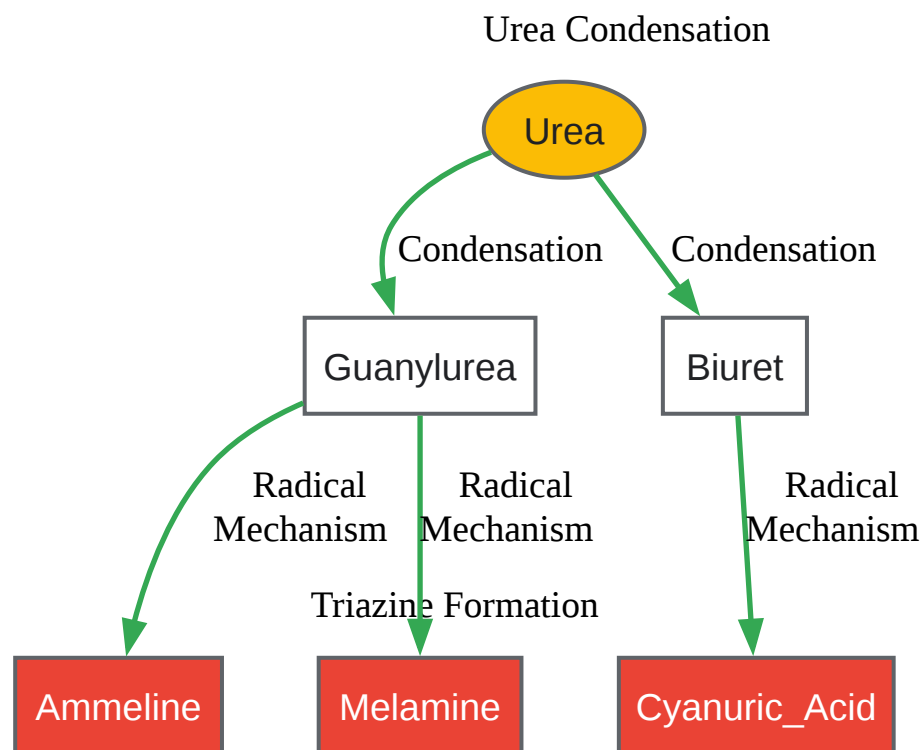 Urea Condensation
Urea
Condensation
Condensation
Guanylurea
Biuret
Radical
Mechanism
Radical
Mechanism
Radical
Mechanism
Triazine Formation
Ammeline
Melamine
Cyanuric_Acid